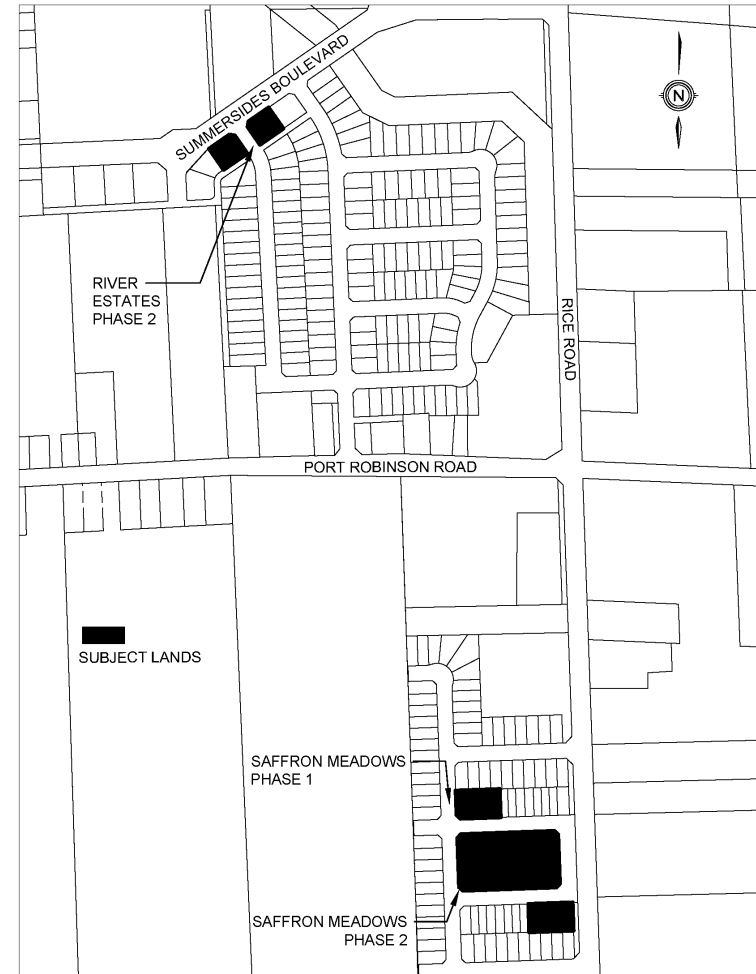 SUMMERSIDES BOULEVARD
N
RIVER
ESTATES
PHASE 2
RICE ROAD
PORT ROBINSON ROAD
SUBJECT LANDS
SAFFRON MEADOWS
PHASE 1
SAFFRON MEADOWS
PHASE 2